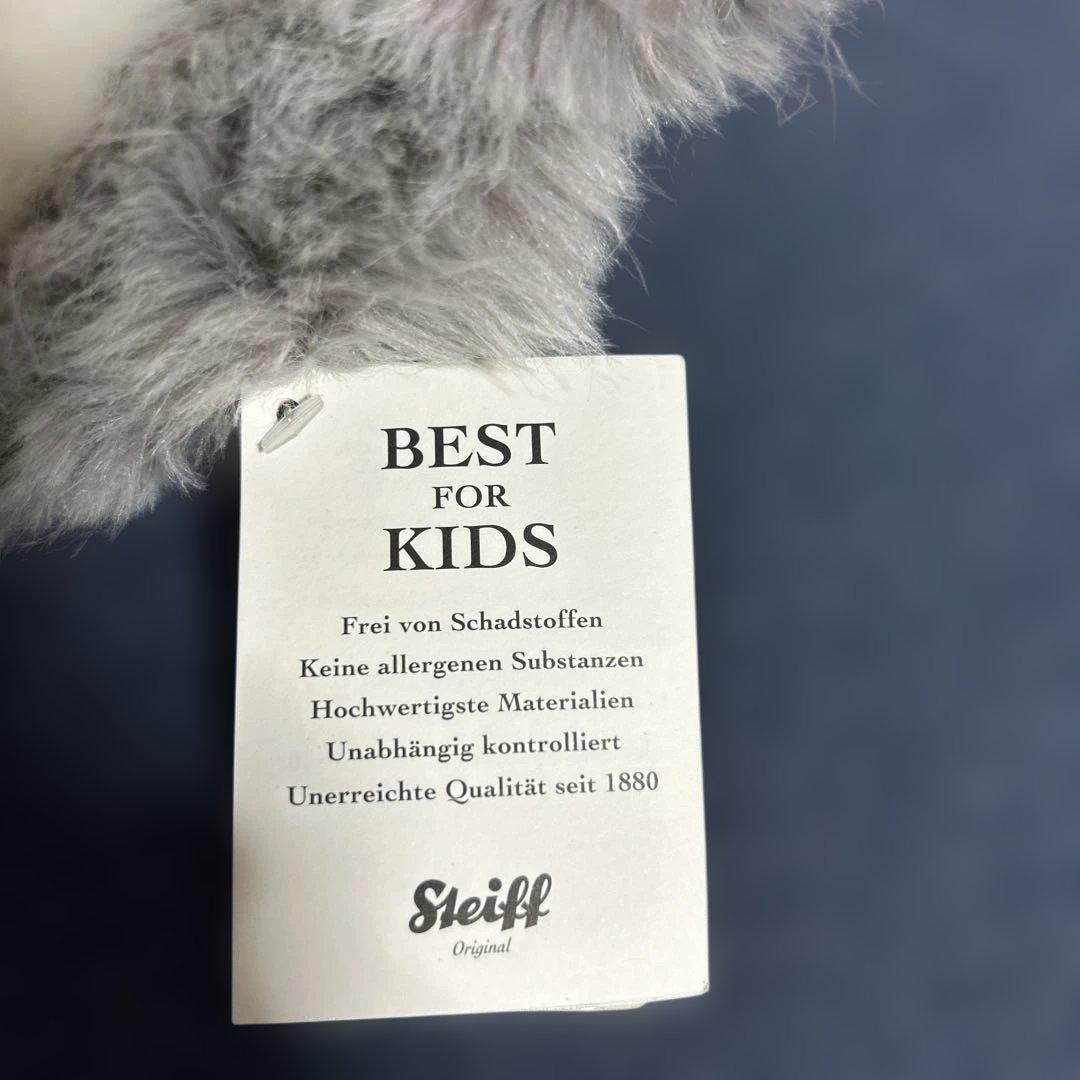 BEST
FOR
KIDS
Frei von Schadstoffen
Keine allergenen Substanzen
Hochwertigste Materialien
Unabhängig kontrolliert
Unerreichte Qualität seit 1880
Steiff
Original